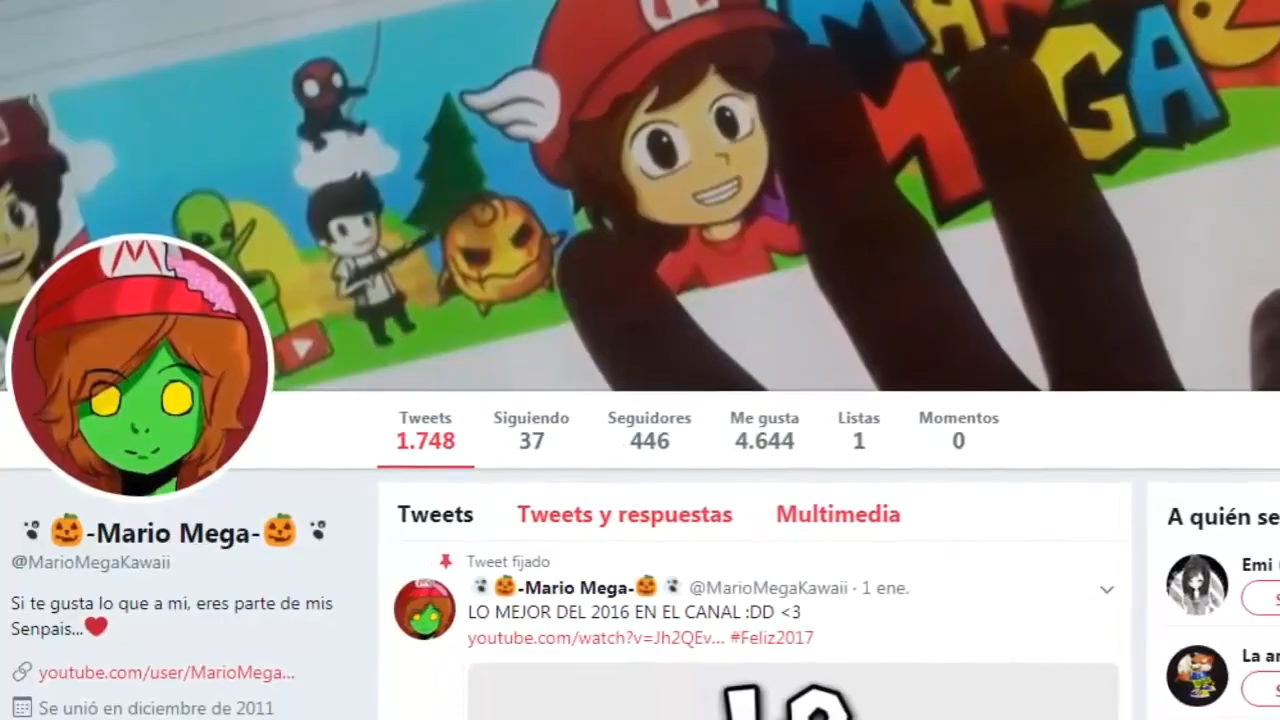 M
MEGA
M
Tweets Siguiendo Seguidores Me gusta Listas Momentos
1.748 37 446 4.644 1 0
-Mario Mega-
@MarioMegaKawaii
Si te gusta lo que a mi, eres parte de mis
Senpais...
youtube.com/user/MarioMega...
Se unió en diciembre de 2011
Tweets Tweets y respuestas Multimedia
Tweet fijado
-Mario Mega- @MarioMegaKawaii · 1 ene.
LO MEJOR DEL 2016 EN EL CANAL :DD <3
youtube.com/watch?v=Jh2QEv... #Feliz2017
LO
A quién se
Emi
La